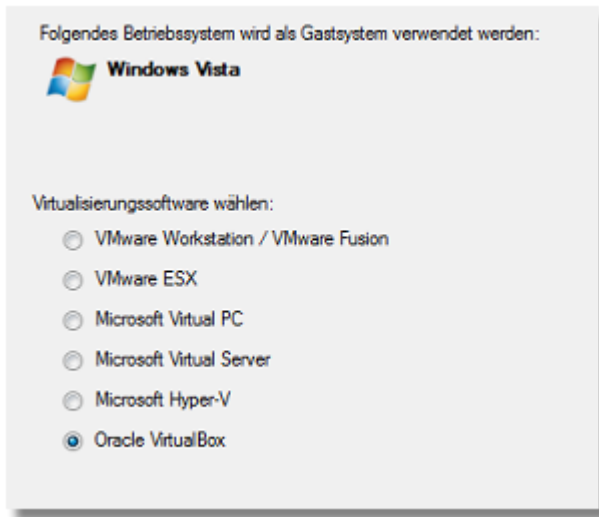 Folgendes Betriebssystem wird als Gastsystem verwendet werden:
Windows Vista
Virtualisierungssoftware wählen:
VMware Workstation / VMware Fusion
VMware ESX
Microsoft Virtual PC
Microsoft Virtual Server
Microsoft Hyper-V
Oracle VirtualBox